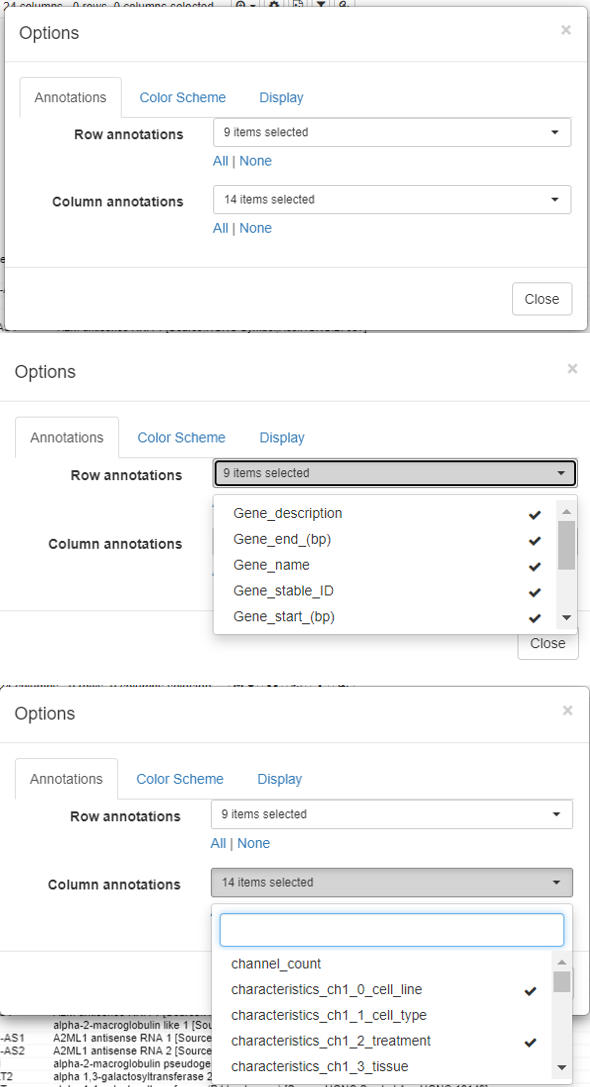 24 columns, 0 rows, 0 columns selected
Options ×
Annotations Color Scheme Display
Row annotations 9 items selected
All | None
Column annotations 14 items selected
All | None
Close
Options ×
Annotations Color Scheme Display
Row annotations 9 items selected
Gene_description
Column annotations Gene_end_(bp)
Gene_name
Gene_stable_ID
Gene_start_(bp)
Close
Options ×
Annotations Color Scheme Display
Row annotations 9 items selected
All | None
Column annotations 14 items selected
channel_count
characteristics_ch1_0_cell_line
characteristics_ch1_1_cell_type
alpha-2-macroglobulin like 1 [Sour
-AS1 A2ML1 antisense RNA 1 [Source
characteristics_ch1_2_treatment
-AS2 A2ML1 antisense RNA 2 [Source
alpha-2-macroglobulin pseudoge
characteristics_ch1_3_tissue
LT2 alpha 1,3-galactosyltransferase 2